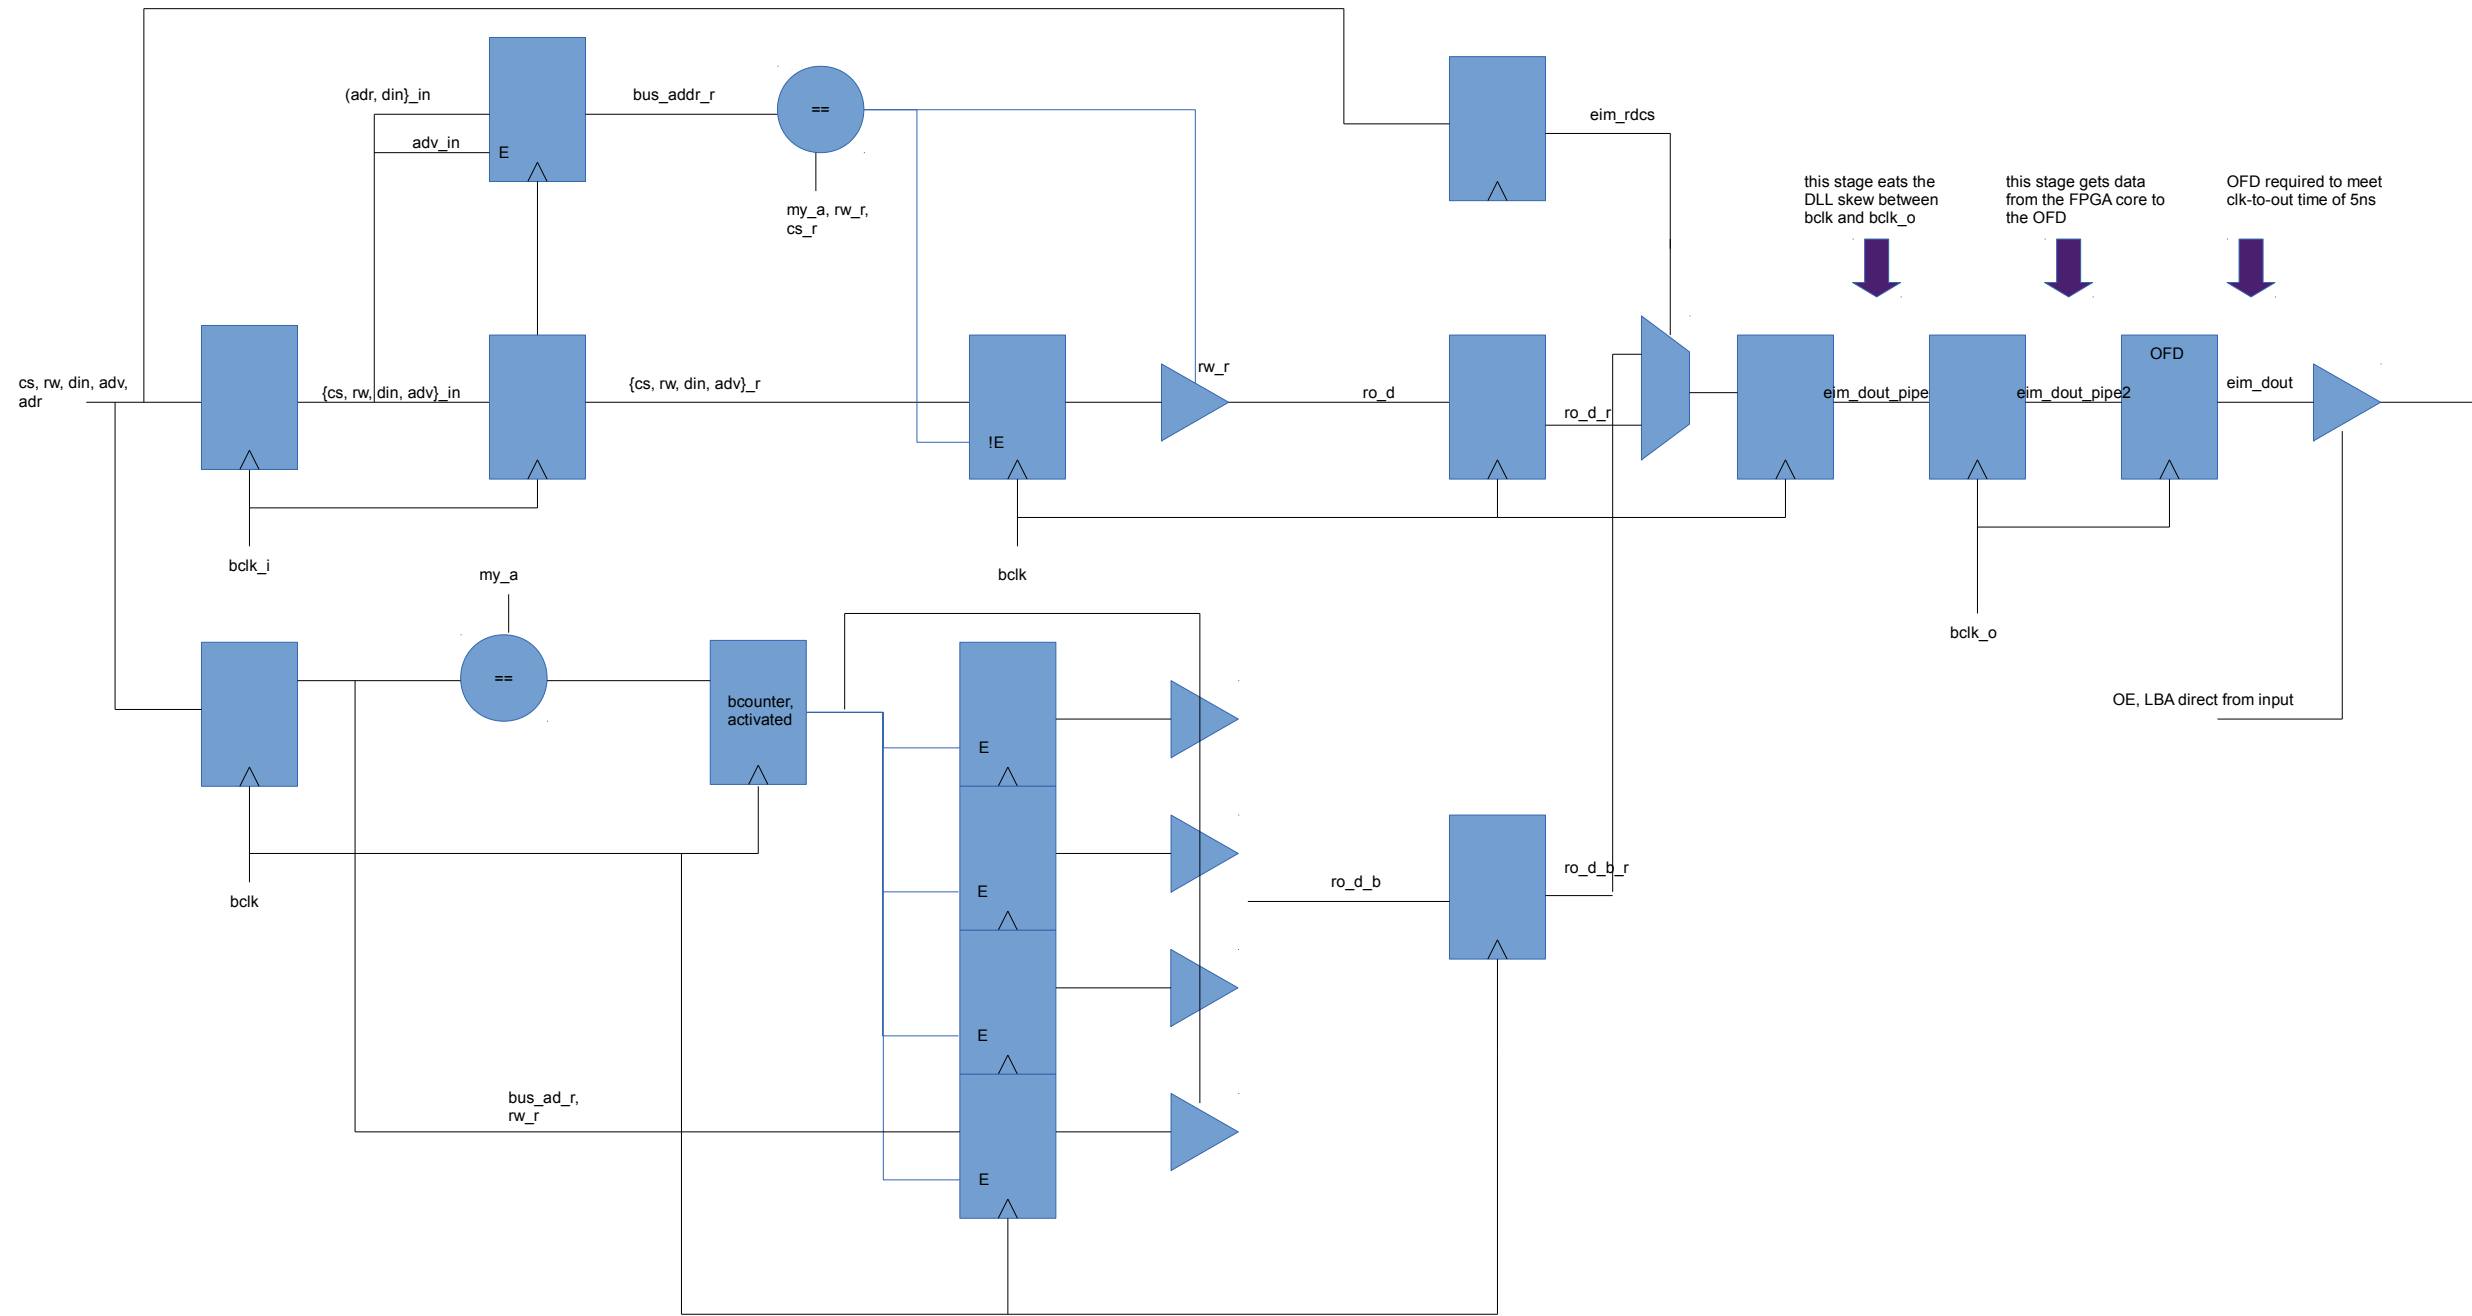 (adr, din}_in
bus_addr_r
==
adv_in
E
my_a, rw_r,
cs_r
eim_rdcs
this stage eats the
DLL skew between
bclk and bclk_o
this stage gets data
from the FPGA core to
the OFD
OFD required to meet
clk-to-out time of 5ns
cs, rw, din, adv,
adr
{cs, rw, din, adv}_in
{cs, rw, din, adv}_r
!E
rw_r
ro_d
ro_d_r
eim_dout_pipe
eim_dout_pipe2
OFD
eim_dout
bclk_i
bclk
bclk_o
my_a
==
bcounter,
activated
E
E
E
E
OE, LBA direct from input
bclk
ro_d_b
ro_d_b_r
bus_ad_r,
rw_r